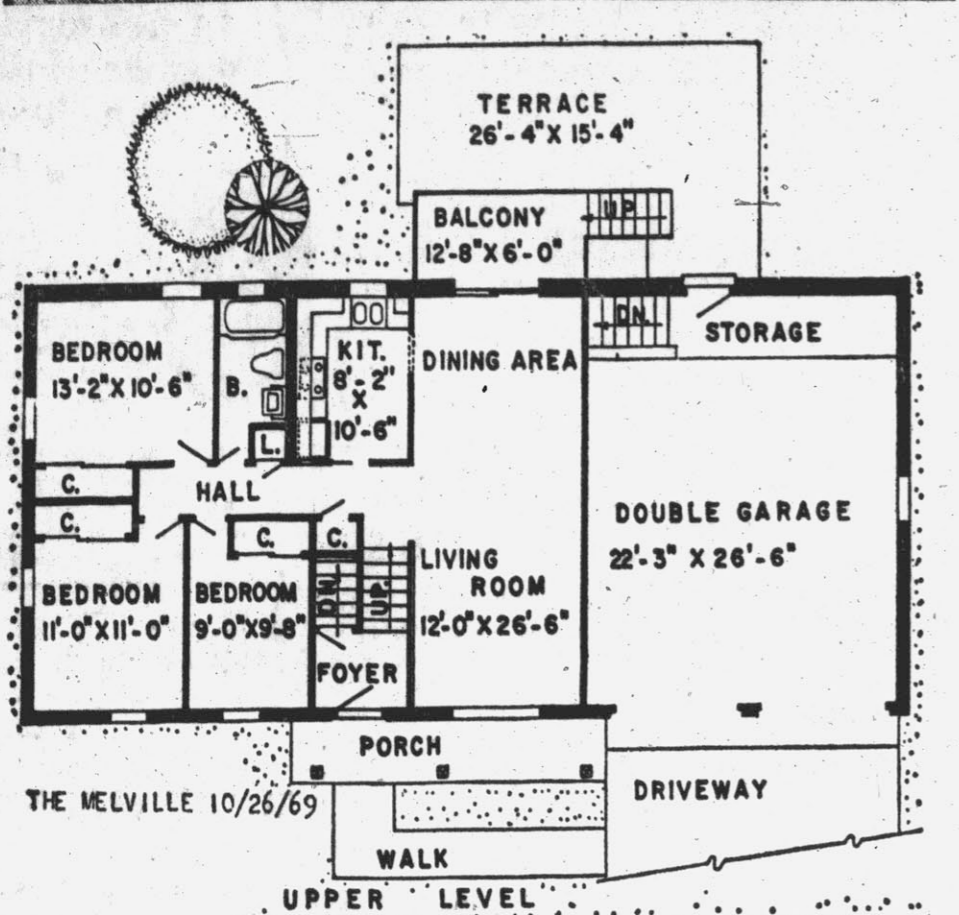 TERRACE
26'-4" X 15'-4"
BALCONY
12'-8" X 6'-0"
UP
DN.
STORAGE
BEDROOM
13'-2" X 10'-6"
B.
KIT.
8'-2"
X
10'-6"
DINING AREA
L.
C.
HALL
C.
C.
C.
DOUBLE GARAGE
22'-3" X 26'-6"
LIVING
ROOM
12'-0" X 26'-6"
BEDROOM
11'-0" X 11'-0"
BEDROOM
9'-0" X 9'-8"
DN.
UP.
FOYER
PORCH
DRIVEWAY
THE MELVILLE 10/26/69
WALK
UPPER LEVEL